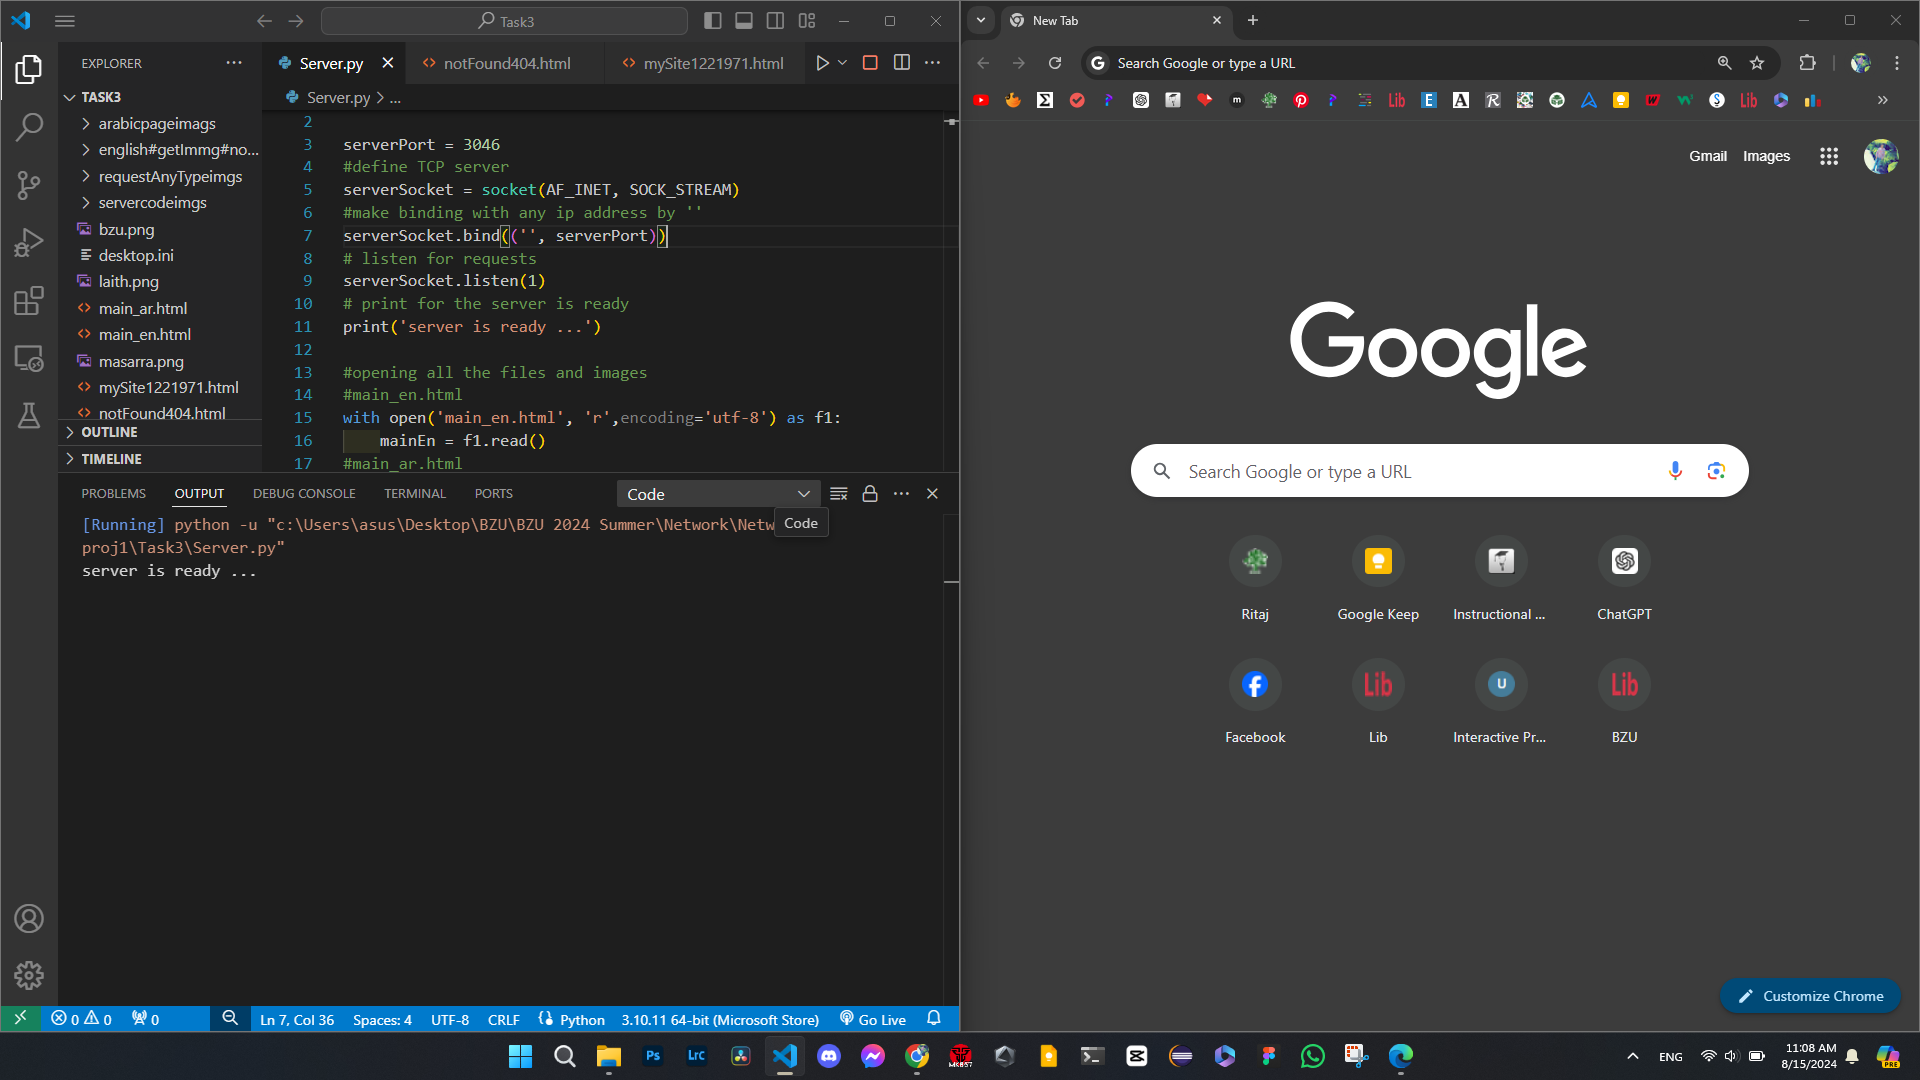 Task3
EXPLORER
TASK3
arabicpageimags
english#getImmg#no...
requestAnyTypeimgs
servercodeimgs
bzu.png
desktop.ini
laith.png
main_ar.html
main_en.html
masarra.png
mySite1221971.html
notFound404.html
OUTLINE
TIMELINE
Server.py
notFound404.html
mySite1221971.html
Server.py > ...
2
3 serverPort = 3046
4 #define TCP server
5 serverSocket = socket(AF_INET, SOCK_STREAM)
6 #make binding with any ip address by ''
7 serverSocket.bind(('', serverPort))
8 # listen for requests
9 serverSocket.listen(1)
10 # print for the server is ready
11 print('server is ready ...')
12
13 #opening all the files and images
14 #main_en.html
15 with open('main_en.html', 'r',encoding='utf-8') as f1:
16 mainEn = f1.read()
17 #main_ar.html
PROBLEMS OUTPUT DEBUG CONSOLE TERMINAL PORTS
Code
Code
[Running] python -u "c:\Users\asus\Desktop\BZU\BZU 2024 Summer\Network\Netw
proj1\Task3\Server.py"
server is ready ...
0 0 0
Ln 7, Col 36 Spaces: 4 UTF-8 CRLF Python 3.10.11 64-bit (Microsoft Store) Go Live
New Tab
Search Google or type a URL
Σ m Lib E A R Lib
Gmail Images
Google
Search Google or type a URL
Ritaj
Google Keep
Instructional ...
ChatGPT
Lib U Lib
Facebook
Lib
Interactive Pr...
BZU
Customize Chrome
Ps
Lrc
ENG
11:08 AM
8/15/2024
PRE